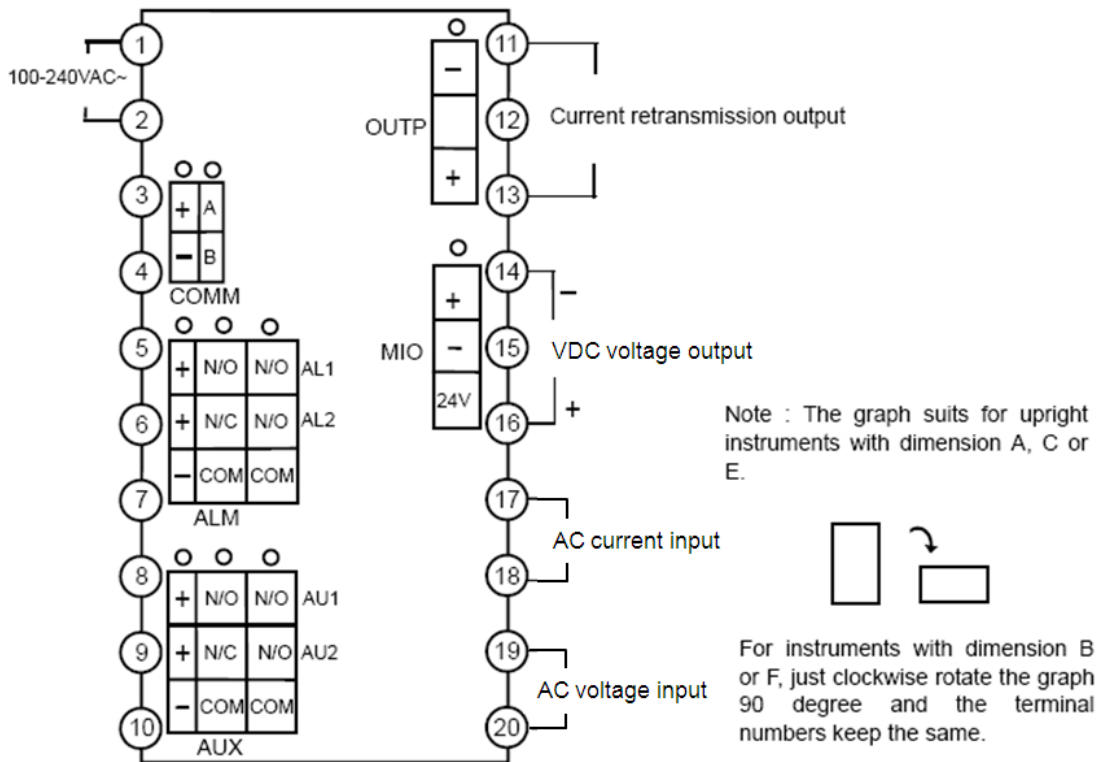 100-240VAC~
1
2
3
4
5
6
7
8
9
10
+ A
− B
COMM
+ N/O N/O AL1
+ N/C N/O AL2
− COM COM
ALM
+ N/O N/O AU1
+ N/C N/O AU2
− COM COM
AUX
OUTP
−
+
MIO
+
−
24V
11
12
13
14
15
16
17
18
19
20
Current retransmission output
−
VDC voltage output
+
AC current input
AC voltage input
Note : The graph suits for upright
instruments with dimension A, C or
E.
For instruments with dimension B
or F, just clockwise rotate the graph
90 degree and the terminal
numbers keep the same.